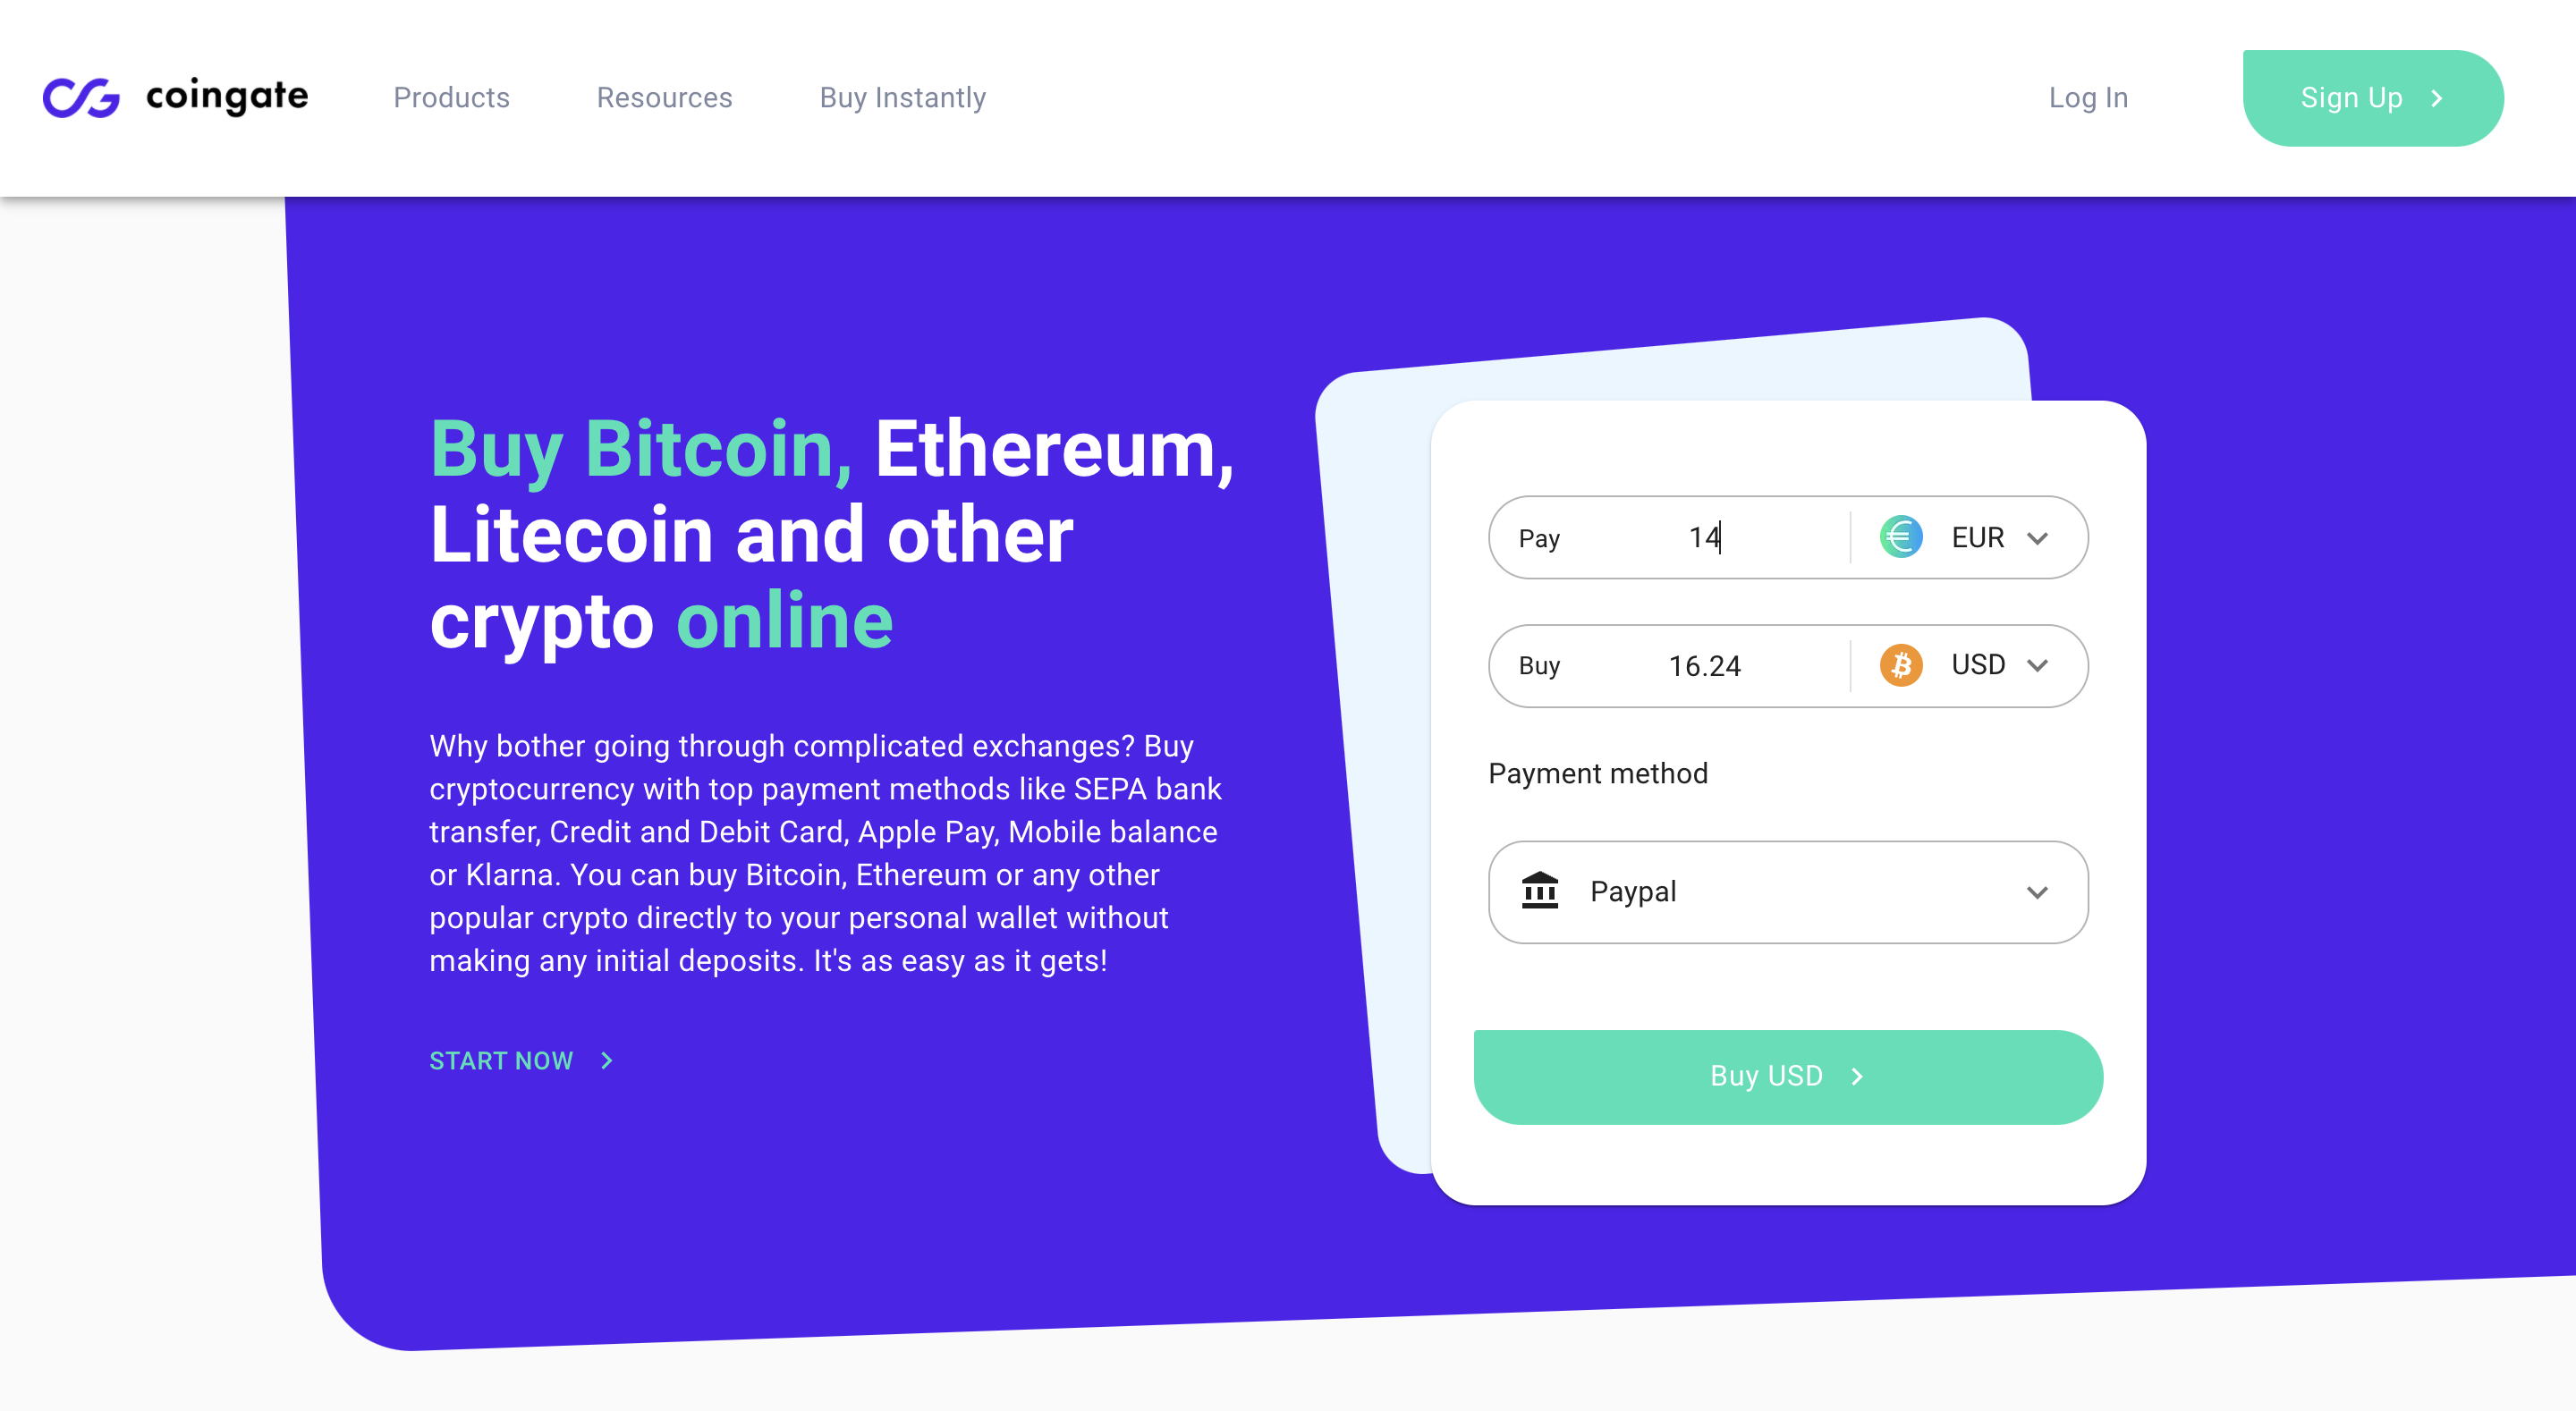 coingate
Products
Resources
Buy Instantly
Log In
Sign Up
Buy Bitcoin, Ethereum,
Litecoin and other
crypto online
Why bother going through complicated exchanges? Buy
cryptocurrency with top payment methods like SEPA bank
transfer, Credit and Debit Card, Apple Pay, Mobile balance
or Klarna. You can buy Bitcoin, Ethereum or any other
popular crypto directly to your personal wallet without
making any initial deposits. It's as easy as it gets!
START NOW
Pay 14 EUR
Buy 16.24 USD
Payment method
Paypal
Buy USD